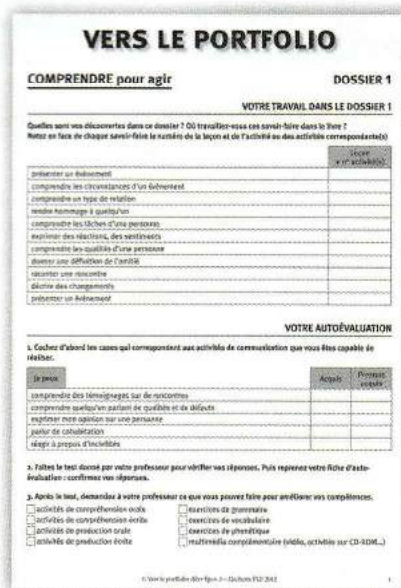 VERS LE PORTFOLIO
COMPRENDRE pour agir DOSSIER 1
VOTRE TRAVAIL DANS LE DOSSIER 1
Quelles sont vos découvertes dans ce dossier ? Où travaillez-vous ces savoir-faire dans le livre ?
Notez en face de chaque savoir-faire le numéro de la leçon et de l'activité ou des activités correspondante(s)
Leçon
+ n° activité(s)
présenter un événement
comprendre les circonstances d'un événement
comprendre un type de relation
rendre hommage à quelqu'un
comprendre les tâches d'une personne
exprimer des réactions, des sentiments
comprendre les qualités d'une personne
donner une définition de l'amitié
raconter une rencontre
décrire des changements
présenter un événement
VOTRE AUTOÉVALUATION
1. Cochez d'abord les cases qui correspondent aux activités de communication que vous êtes capable de
réaliser.
Je peux Acquis Presque
acquis
comprendre des témoignages sur de rencontres
comprendre quelqu'un parlant de qualités et de défauts
exprimer mon opinion sur une personne
parler de cohabitation
réagir à propos d'incivilités
2. Faites le test donné par votre professeur pour vérifier vos réponses. Puis reprenez votre fiche d'auto-
évaluation : confirmez vos réponses.
3. Après le test, demandez à votre professeur ce que vous pouvez faire pour améliorer vos compétences.
activités de compréhension orale exercices de grammaire
activités de compréhension écrite exercices de vocabulaire
activités de production orale exercices de phonétique
activités de production écrite multimédia complémentaire (vidéo, activités sur CD-ROM...)
1